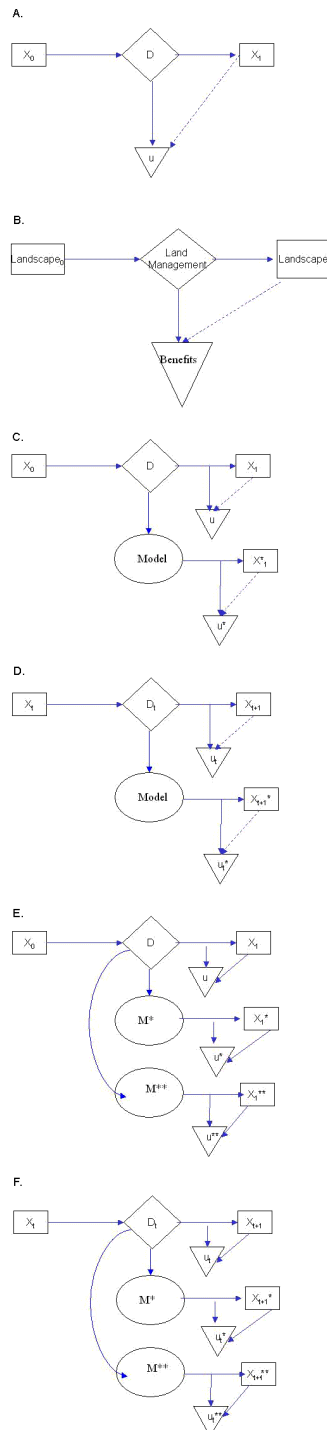 A.
X₀ D X₁
u
B.
Landscape₀ Land Management Landscape
Benefits
C.
X₀ D X₁
u
Model X*₁
u*
D.
Xₜ Dₜ Xₜ₊₁
uₜ
Model Xₜ₊₁*
uₜ*
E.
X₀ D X₁
u
M* X₁*
u*
M** X₁**
u**
F.
Xₜ Dₜ Xₜ₊₁
uₜ
M* Xₜ₊₁*
uₜ*
M** Xₜ₊₁**
uₜ**